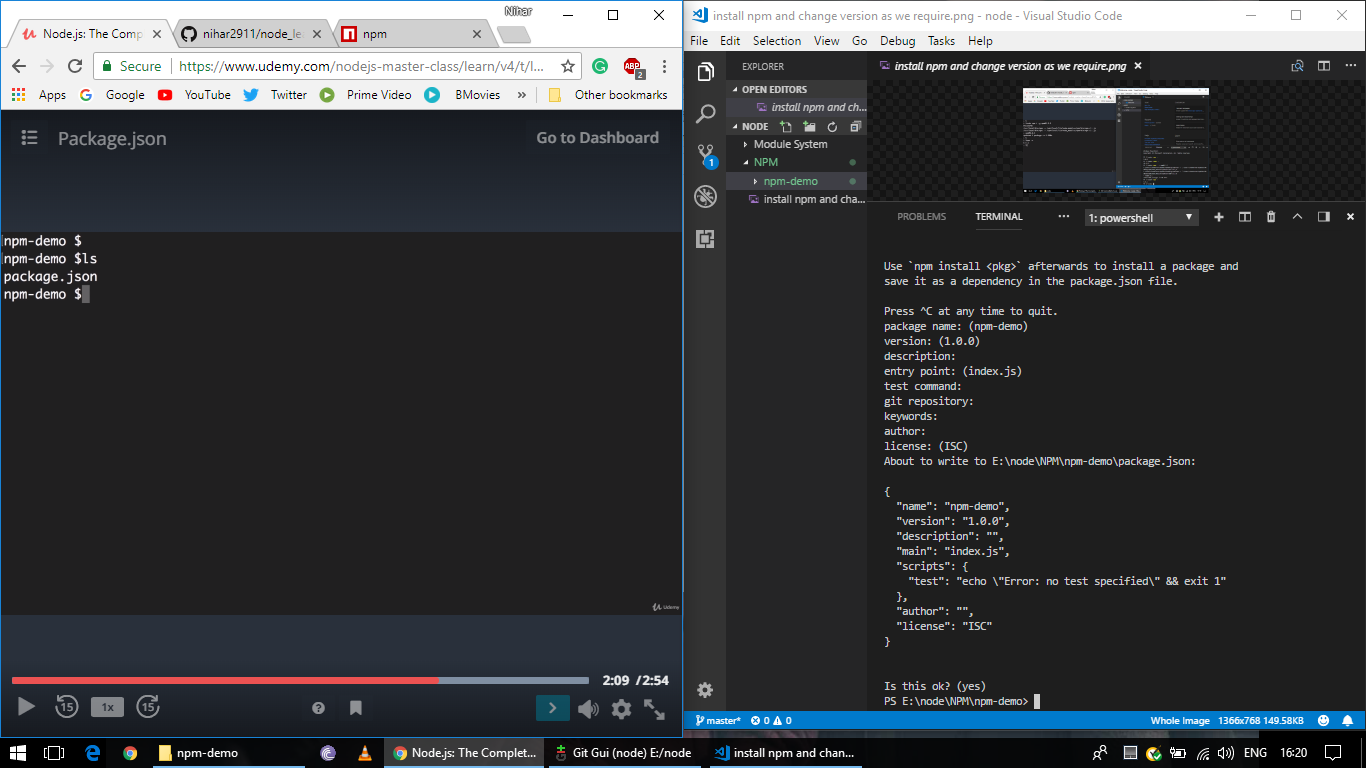 Nihar
Node.js: The Comp
nihar2911/node_le
npm
Secure
https://www.udemy.com/nodejs-master-class/learn/v4/t/l...
ABP
2
Apps
Google
YouTube
Twitter
Prime Video
BMovies
»
Other bookmarks
Package.json
Go to Dashboard
npm-demo $
npm-demo $ls
package.json
npm-demo $
Udemy
2:09 /2:54
15
1x
15
?
install npm and change version as we require.png - node - Visual Studio Code
File Edit Selection View Go Debug Tasks Help
EXPLORER
OPEN EDITORS
install npm and ch...
NODE
Module System
NPM
npm-demo
install npm and cha...
1
install npm and change version as we require.png
PROBLEMS
TERMINAL
...
1: powershell
Use `npm install <pkg>` afterwards to install a package and
save it as a dependency in the package.json file.
Press ^C at any time to quit.
package name: (npm-demo)
version: (1.0.0)
description:
entry point: (index.js)
test command:
git repository:
keywords:
author:
license: (ISC)
About to write to E:\node\NPM\npm-demo\package.json:
{
"name": "npm-demo",
"version": "1.0.0",
"description": "",
"main": "index.js",
"scripts": {
"test": "echo \"Error: no test specified\" && exit 1"
},
"author": "",
"license": "ISC"
}
Is this ok? (yes)
PS E:\node\NPM\npm-demo>
master*
0
0
Whole Image
1366x768 149.58KB
npm-demo
Node.js: The Complet...
Git Gui (node) E:/node
install npm and chan...
ENG
16:20